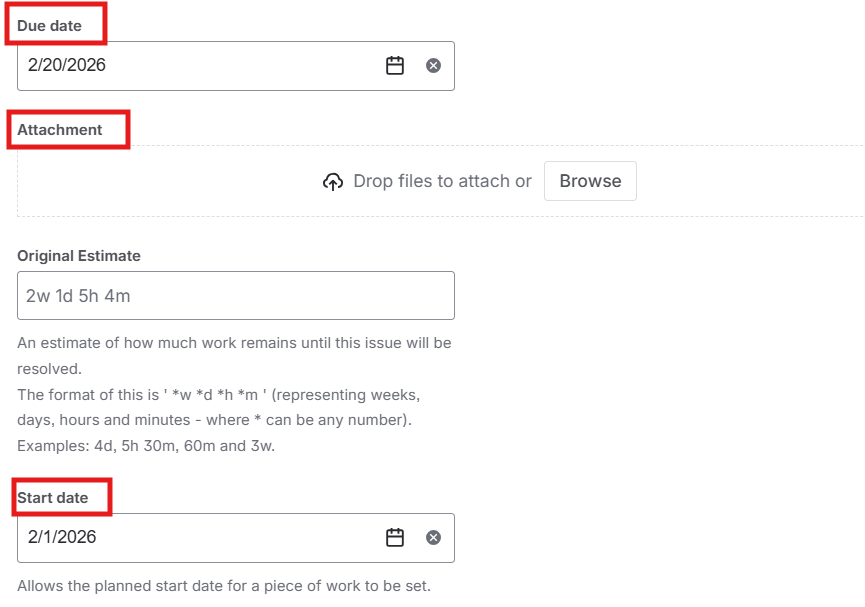 Due date
2/20/2026
Attachment
Drop files to attach or Browse
Original Estimate
2w 1d 5h 4m
An estimate of how much work remains until this issue will be
resolved.
The format of this is ' *w *d *h *m ' (representing weeks,
days, hours and minutes - where * can be any number).
Examples: 4d, 5h 30m, 60m and 3w.
Start date
2/1/2026
Allows the planned start date for a piece of work to be set.